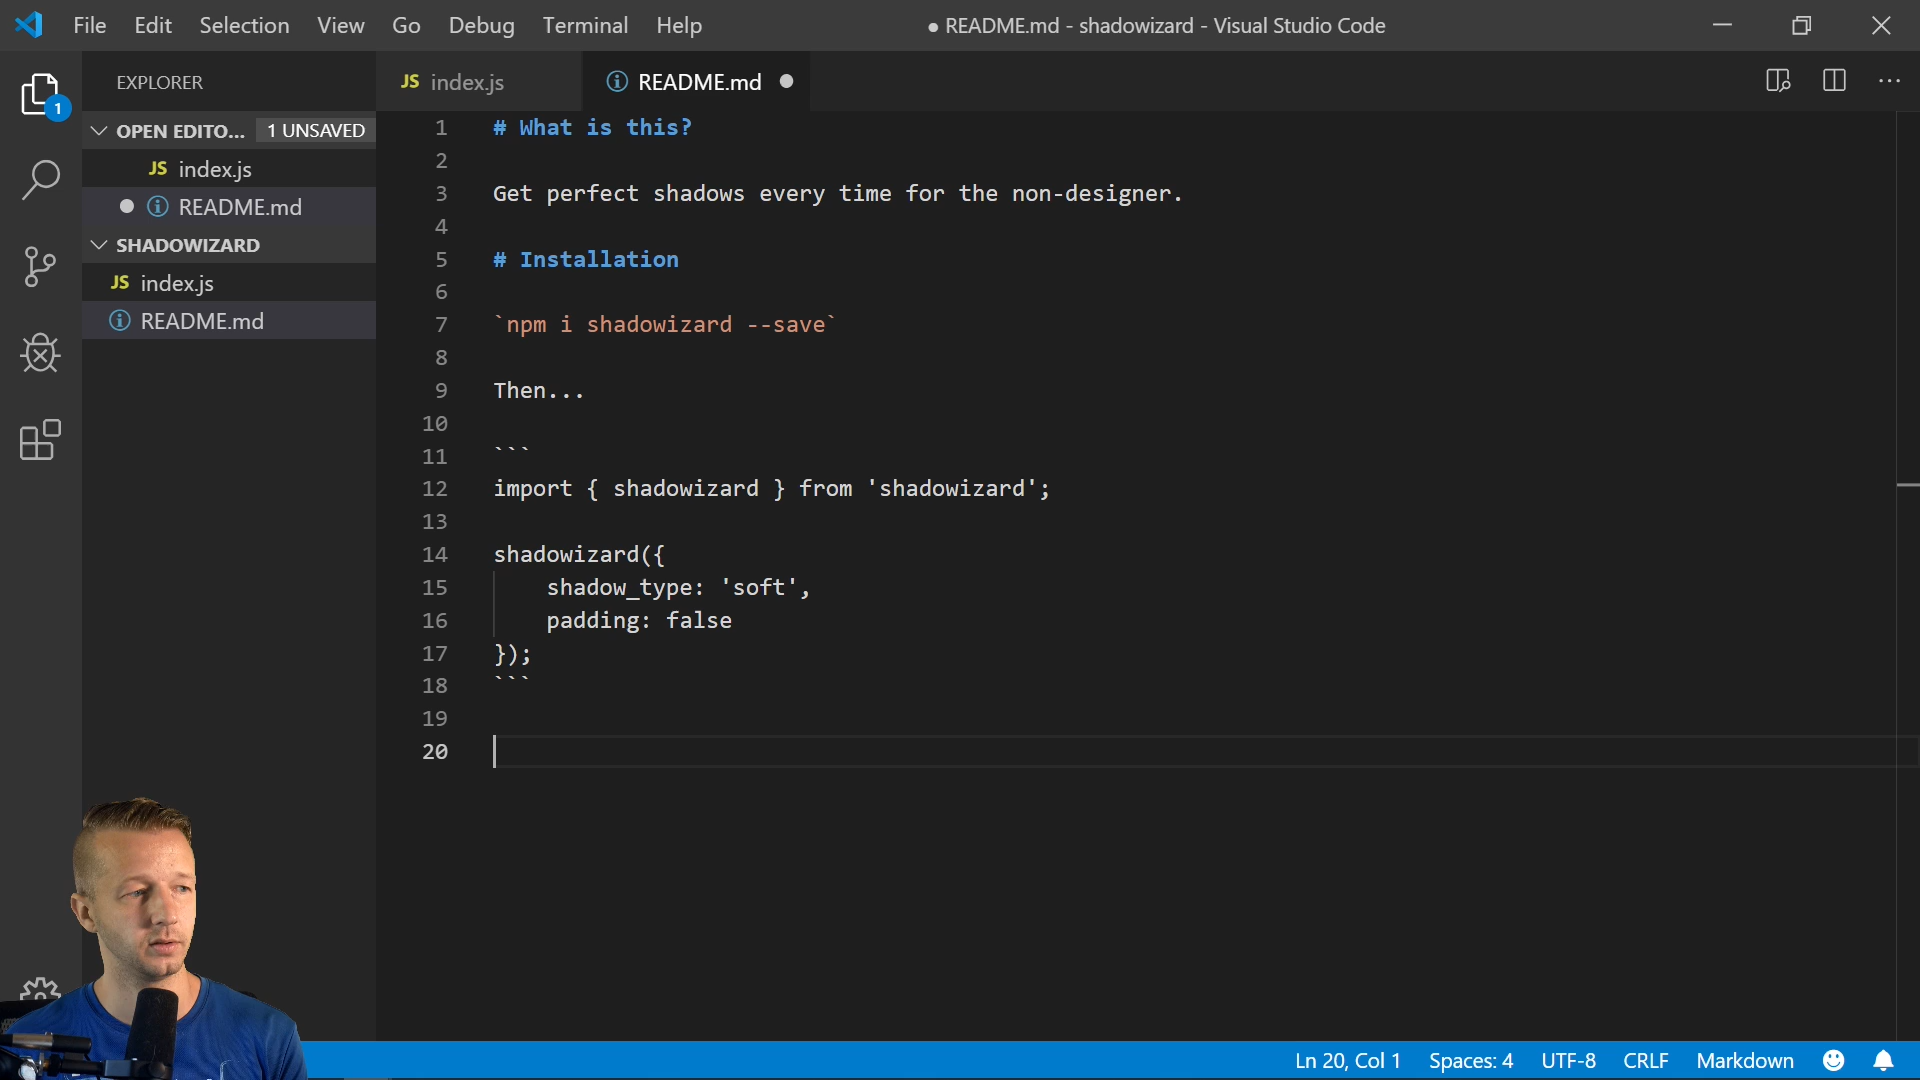 File Edit Selection View Go Debug Terminal Help ● README.md - shadowizard - Visual Studio Code
EXPLORER
JS index.js
README.md ●
1
OPEN EDITO... 1 UNSAVED
JS index.js
● README.md
SHADOWIZARD
JS index.js
README.md
1 # What is this?
2
3 Get perfect shadows every time for the non-designer.
4
5 # Installation
6
7 `npm i shadowizard --save`
8
9 Then...
10
11 ```
12 import { shadowizard } from 'shadowizard';
13
14 shadowizard({
15 shadow_type: 'soft',
16 padding: false
17 });
18 ```
19
20
Ln 20, Col 1 Spaces: 4 UTF-8 CRLF Markdown